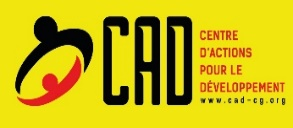 CAD
CENTRE
D'ACTIONS
POUR LE
DÉVELOPPEMENT
www.cad-cg.org